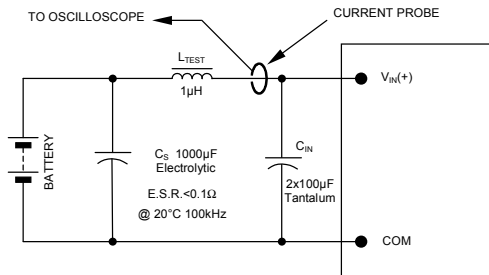 TO OSCILLOSCOPE
CURRENT PROBE
LTEST
1µH
VIN(+)
BATTERY
CS 1000µF
Electrolytic
E.S.R.<0.1Ω
@ 20°C 100kHz
CIN
2x100µF
Tantalum
COM